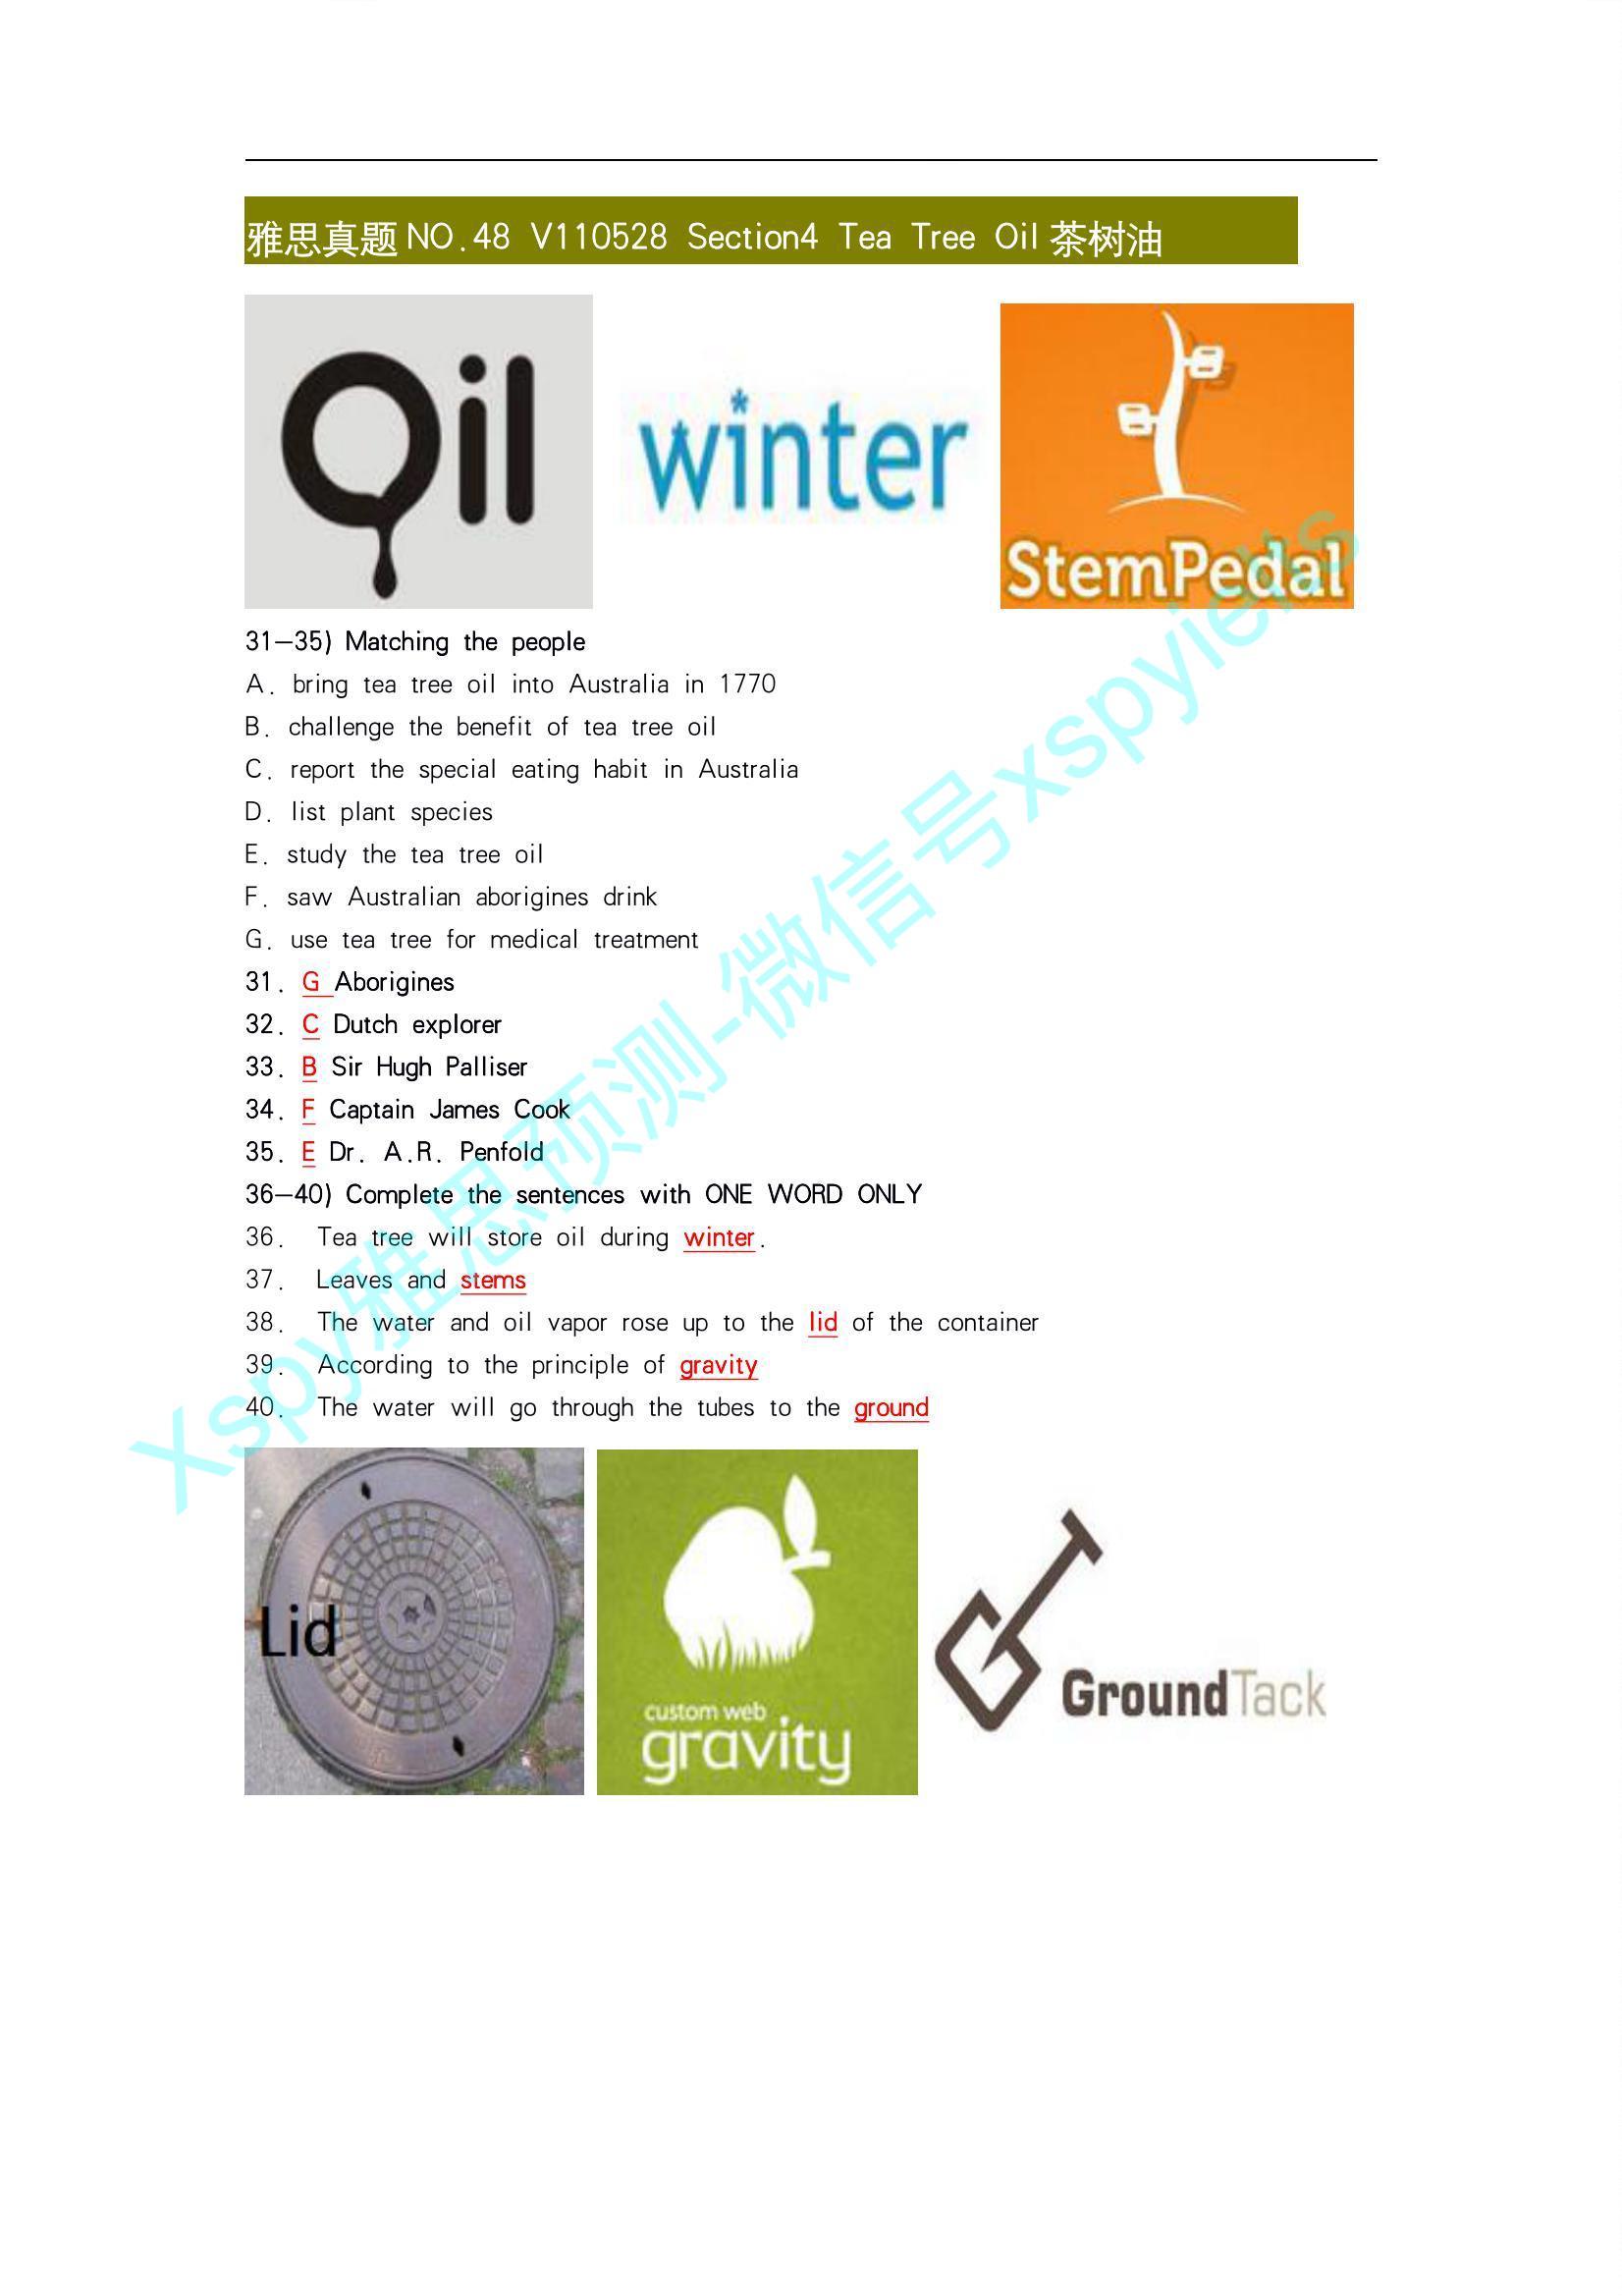 雅思真题 NO.48 V110528 Section4 Tea Tree Oil 茶树油
Oil
winter
StemPedal
31—35) Matching the people
A. bring tea tree oil into Australia in 1770
B. challenge the benefit of tea tree oil
C. report the special eating habit in Australia
D. list plant species
E. study the tea tree oil
F. saw Australian aborigines drink
G. use tea tree for medical treatment
31. G Aborigines
32. C Dutch explorer
33. B Sir Hugh Palliser
34. F Captain James Cook
35. E Dr. A.R. Penfold
36—40) Complete the sentences with ONE WORD ONLY
36. Tea tree will store oil during winter.
37. Leaves and stems
38. The water and oil vapor rose up to the lid of the container
39. According to the principle of gravity
40. The water will go through the tubes to the ground
Lid
custom web
gravity
GroundTack
Xspy雅思预测-微信号xspyielts